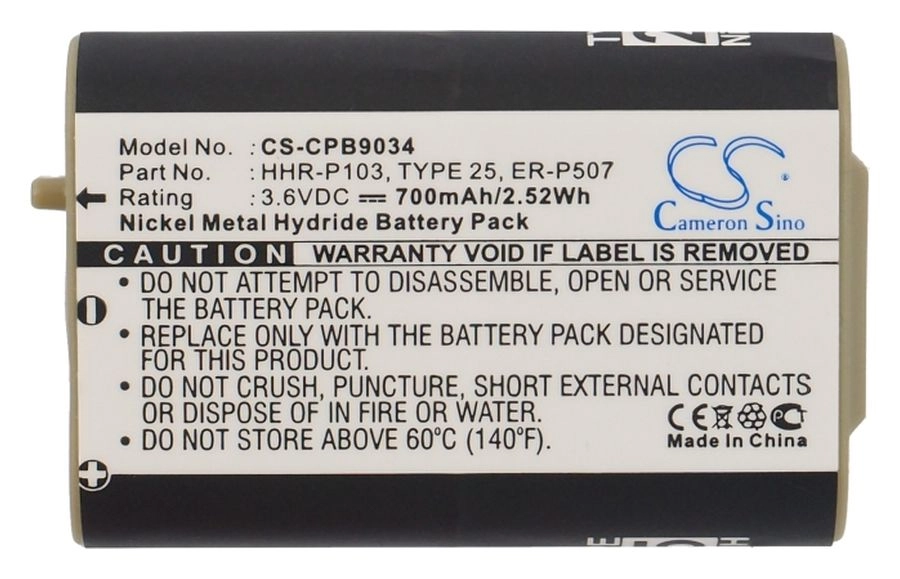 Model No. : CS-CPB9034
Part No. : HHR-P103, TYPE 25, ER-P507
Rating : 3.6VDC ⎓ 700mAh/2.52Wh
Nickel Metal Hydride Battery Pack
CS
Cameron Sino
CAUTION WARRANTY VOID IF LABEL IS REMOVED
• DO NOT ATTEMPT TO DISASSEMBLE, OPEN OR SERVICE
THE BATTERY PACK.
• REPLACE ONLY WITH THE BATTERY PACK DESIGNATED
FOR THIS PRODUCT.
• DO NOT CRUSH, PUNCTURE, SHORT EXTERNAL CONTACTS
OR DISPOSE OF IN FIRE OR WATER.
• DO NOT STORE ABOVE 60°C (140°F).
CE
Made In China